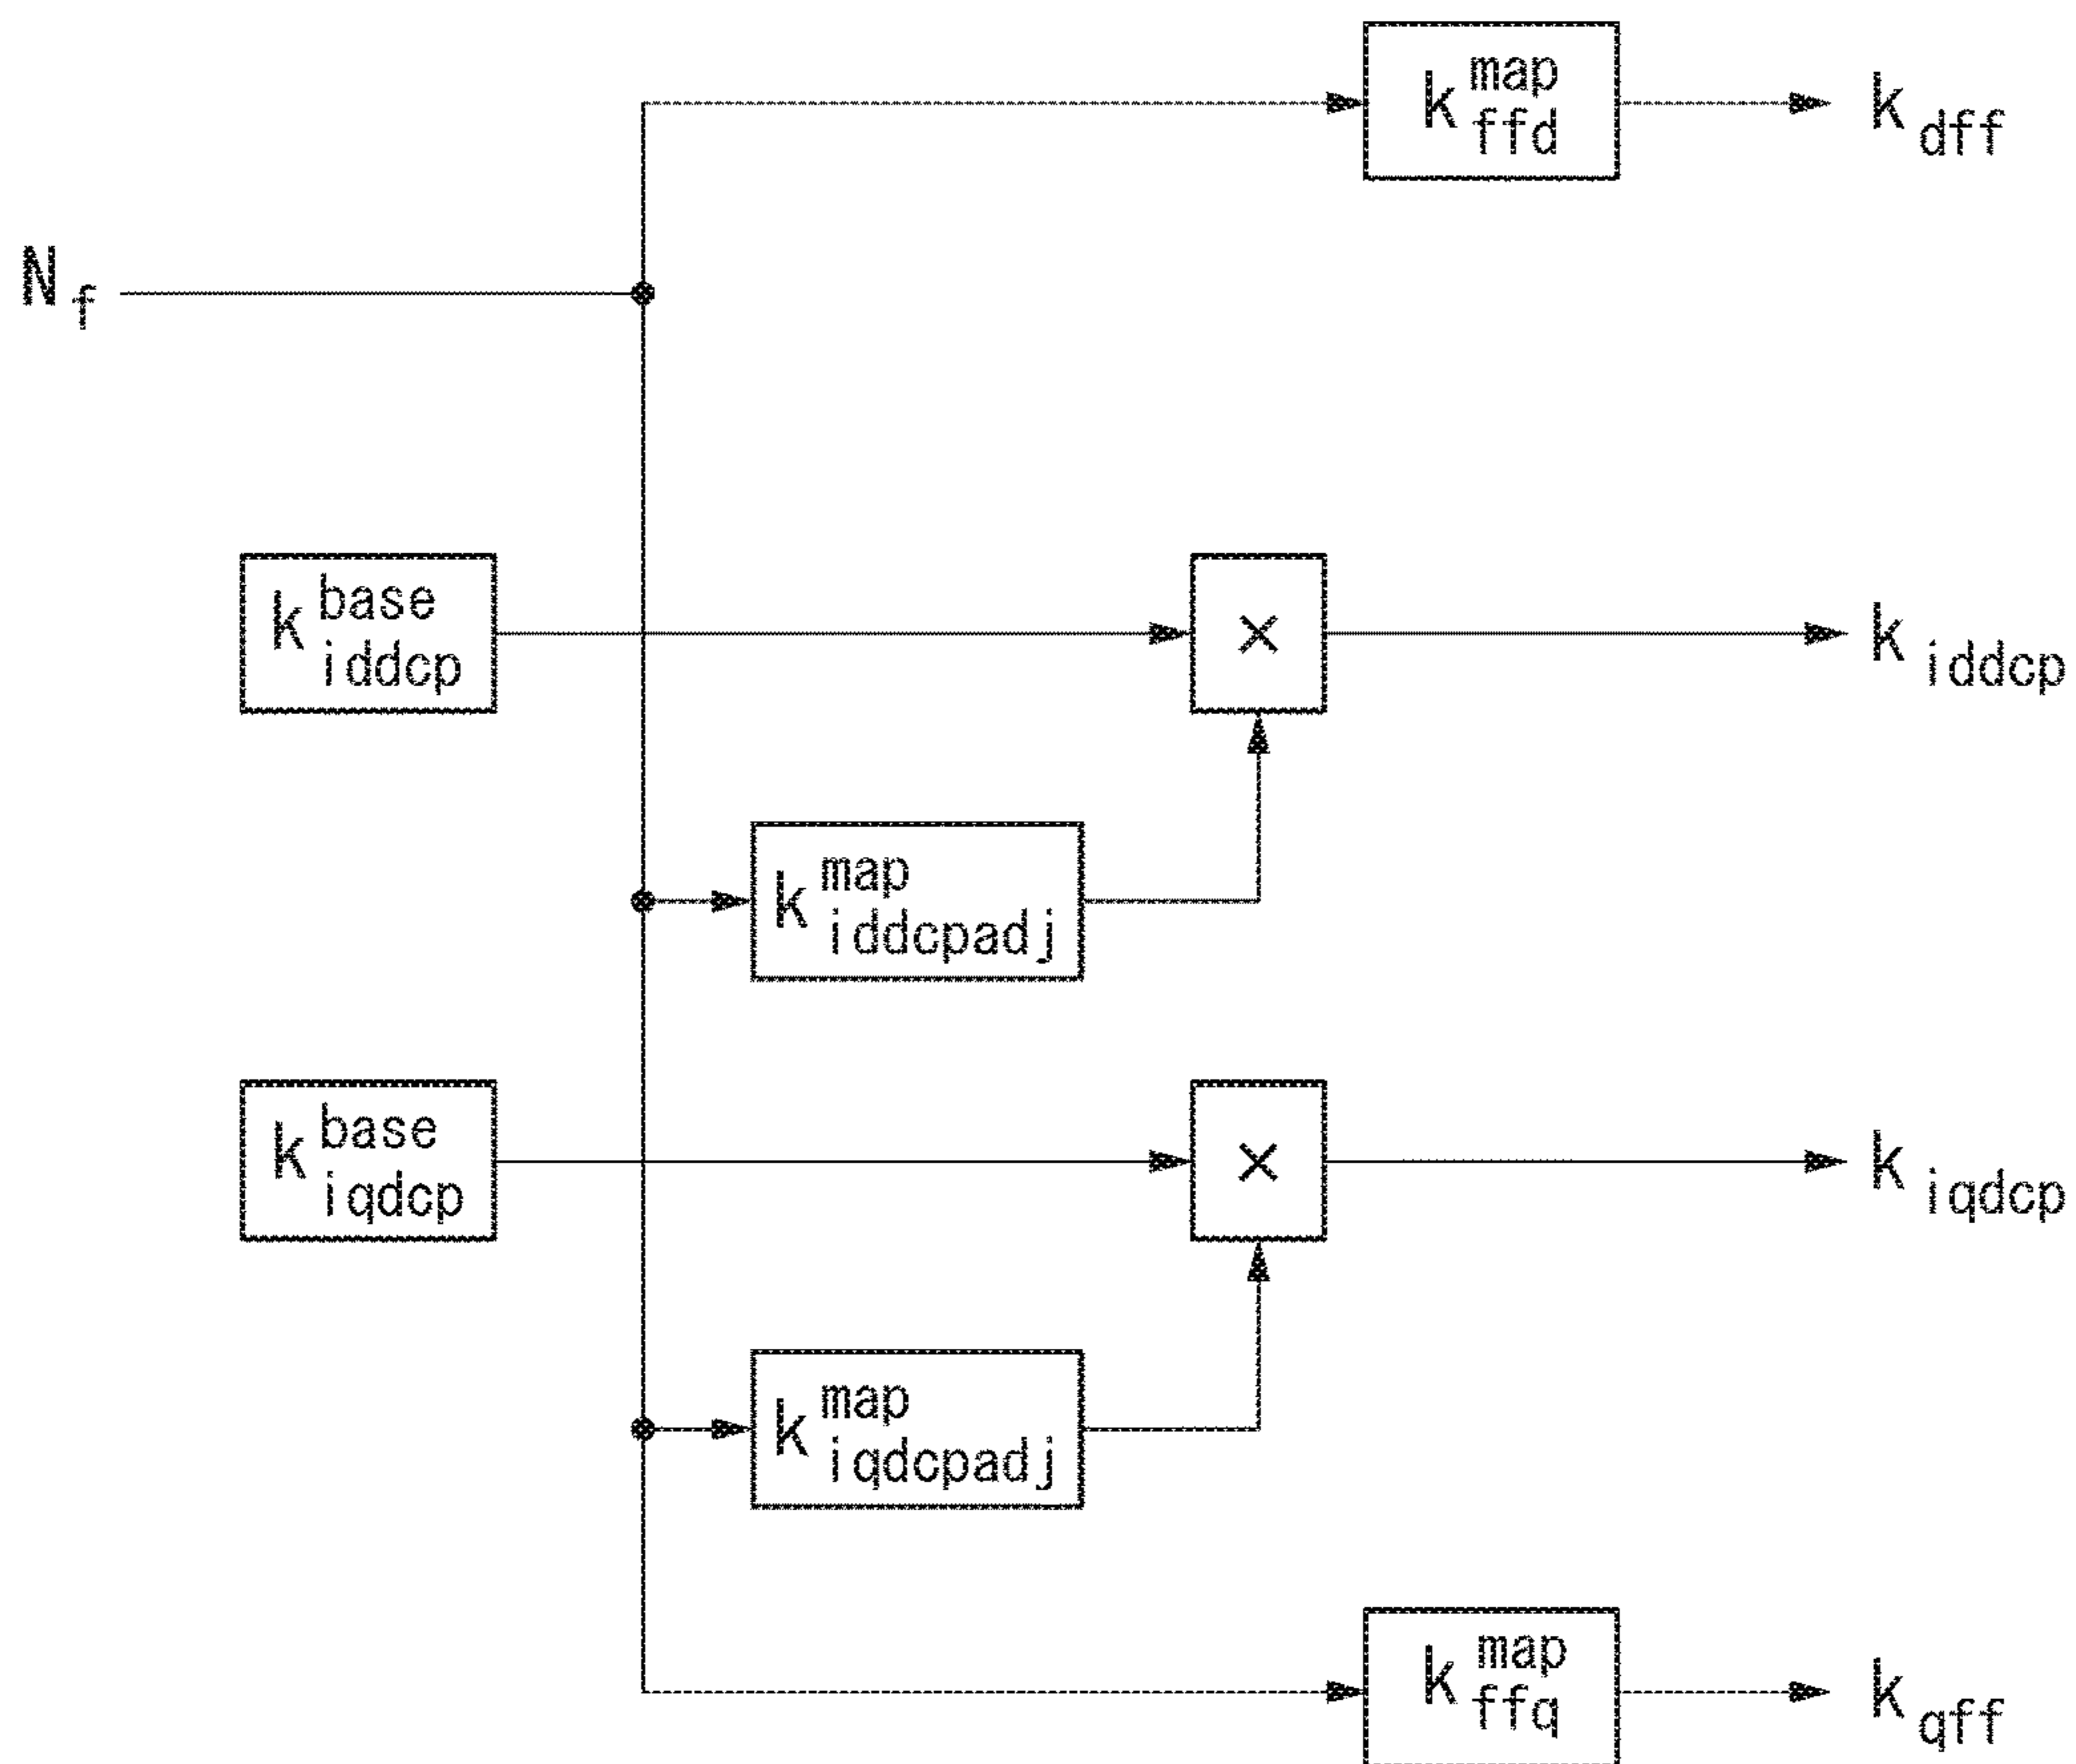 k map ffd
k dff
N f
k base iddcp
×
k iddcp
k map iddcpadj
k base iqdcp
×
k iqdcp
k map iqdcpadj
k map ffq
k qff